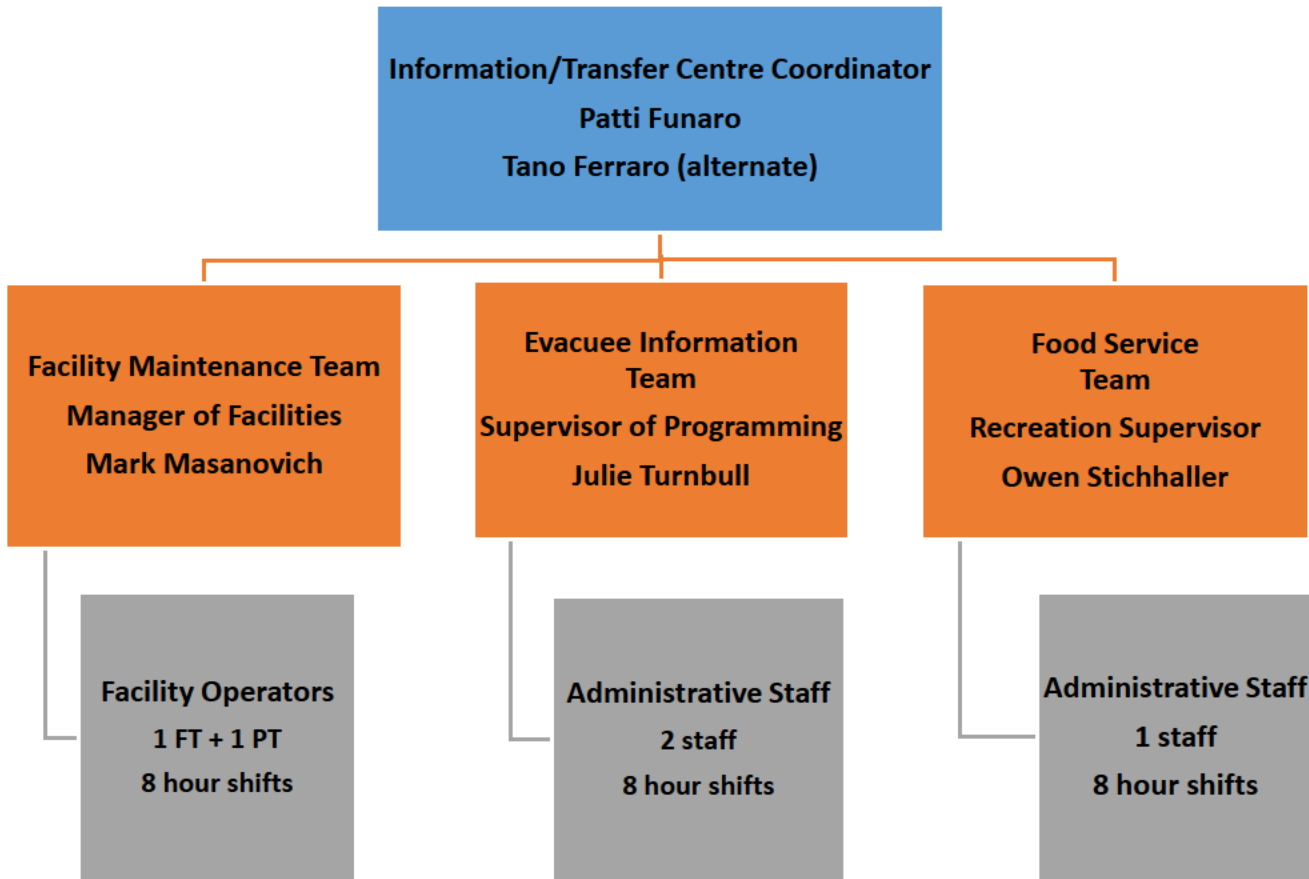 Information/Transfer Centre Coordinator
Patti Funaro
Tano Ferraro (alternate)
Facility Maintenance Team
Manager of Facilities
Mark Masanovich
Evacuee Information
Team
Supervisor of Programming
Julie Turnbull
Food Service
Team
Recreation Supervisor
Owen Stichhaller
Facility Operators
1 FT + 1 PT
8 hour shifts
Administrative Staff
2 staff
8 hour shifts
Administrative Staff
1 staff
8 hour shifts